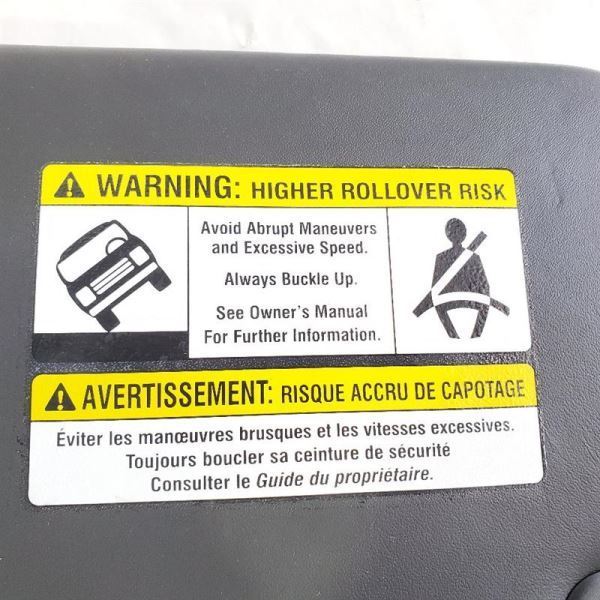 WARNING: HIGHER ROLLOVER RISK
Avoid Abrupt Maneuvers
and Excessive Speed.
Always Buckle Up.
See Owner's Manual
For Further Information.
AVERTISSEMENT: RISQUE ACCRU DE CAPOTAGE
Éviter les manœuvres brusques et les vitesses excessives.
Toujours boucler sa ceinture de sécurité
Consulter le Guide du propriétaire.